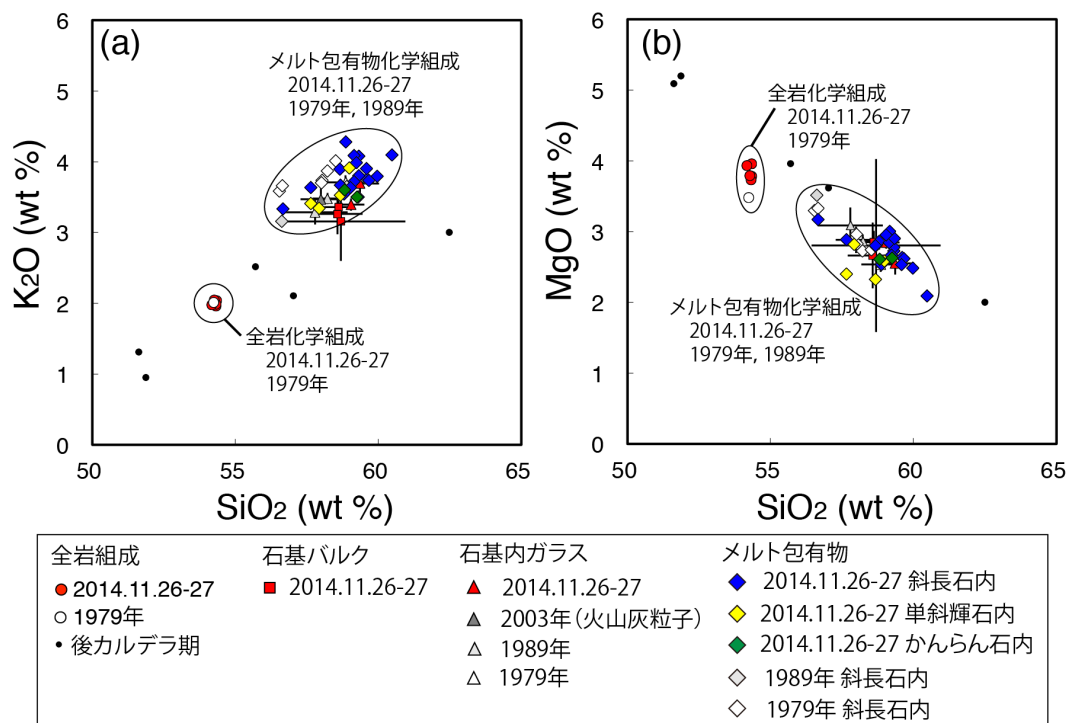 (a)
6
5
4
3
2
1
0
K2O (wt %)
メルト包有物化学組成
2014.11.26-27
1979年, 1989年
全岩化学組成
2014.11.26-27
1979年
50
55
60
65
SiO2 (wt %)
(b)
6
5
4
3
2
1
0
MgO (wt %)
全岩化学組成
2014.11.26-27
1979年
メルト包有物化学組成
2014.11.26-27
1979年, 1989年
50
55
60
65
SiO2 (wt %)
全岩組成
2014.11.26-27
1979年
後カルデラ期
石基バルク
2014.11.26-27
石基内ガラス
2014.11.26-27
2003年(火山灰粒子)
1989年
1979年
メルト包有物
2014.11.26-27 斜長石内
2014.11.26-27 単斜輝石内
2014.11.26-27 かんらん石内
1989年 斜長石内
1979年 斜長石内